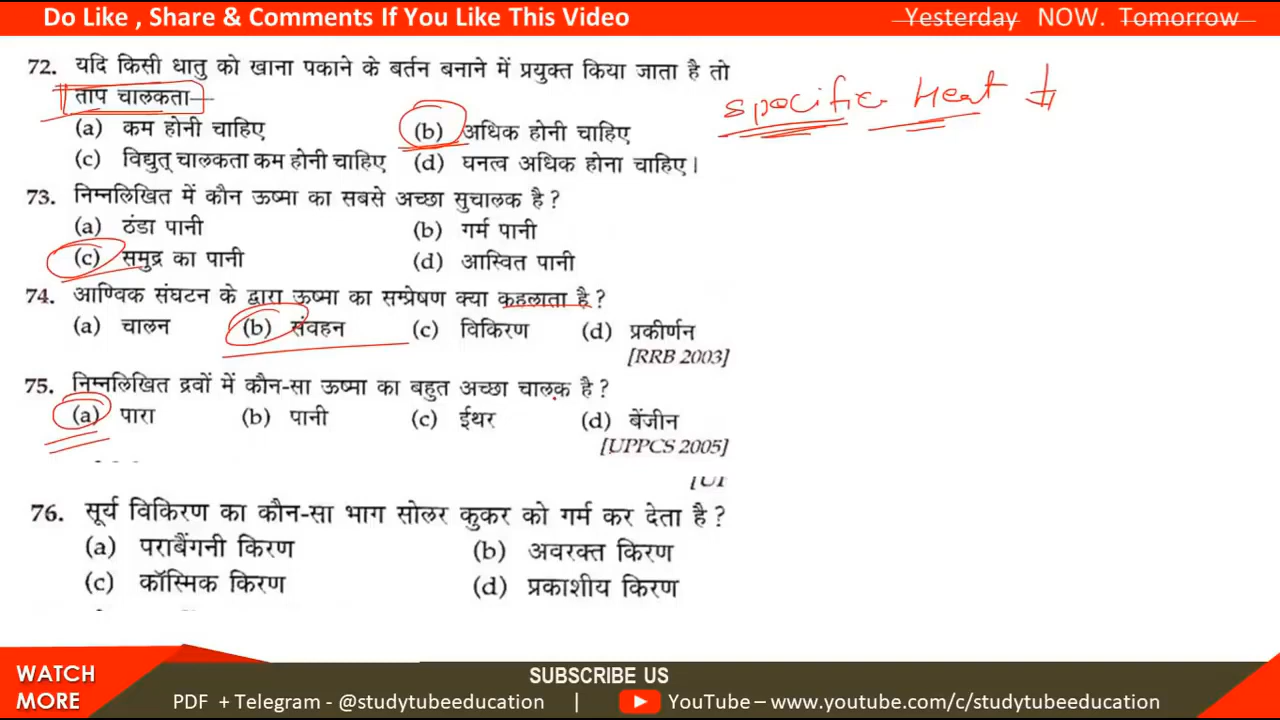 Do Like , Share & Comments If You Like This Video
Yesterday NOW. Tomorrow
72. यदि किसी धातु को खाना पकाने के बर्तन बनाने में प्रयुक्त किया जाता है तो
ताप चालकता—
specific Heat ↓
(a) कम होनी चाहिए (b) अधिक होनी चाहिए
(c) विद्युत् चालकता कम होनी चाहिए (d) घनत्व अधिक होना चाहिए।
73. निम्नलिखित में कौन ऊष्मा का सबसे अच्छा सुचालक है ?
(a) ठंडा पानी (b) गर्म पानी
(c) समुद्र का पानी (d) आस्वित पानी
74. आण्विक संघटन के द्वारा ऊष्मा का सम्प्रेषण क्या कहलाता है ?
(a) चालन (b) संवहन (c) विकिरण (d) प्रकीर्णन
[RRB 2003]
75. निम्नलिखित द्रवों में कौन-सा ऊष्मा का बहुत अच्छा चालक है ?
(a) पारा (b) पानी (c) ईथर (d) बेंजीन
[UPPCS 2005]
76. सूर्य विकिरण का कौन-सा भाग सोलर कुकर को गर्म कर देता है ?
(a) पराबैंगनी किरण (b) अवरक्त किरण
(c) कॉस्मिक किरण (d) प्रकाशीय किरण
WATCH
MORE
SUBSCRIBE US
PDF + Telegram - @studytubeeducation | YouTube – www.youtube.com/c/studytubeeducation